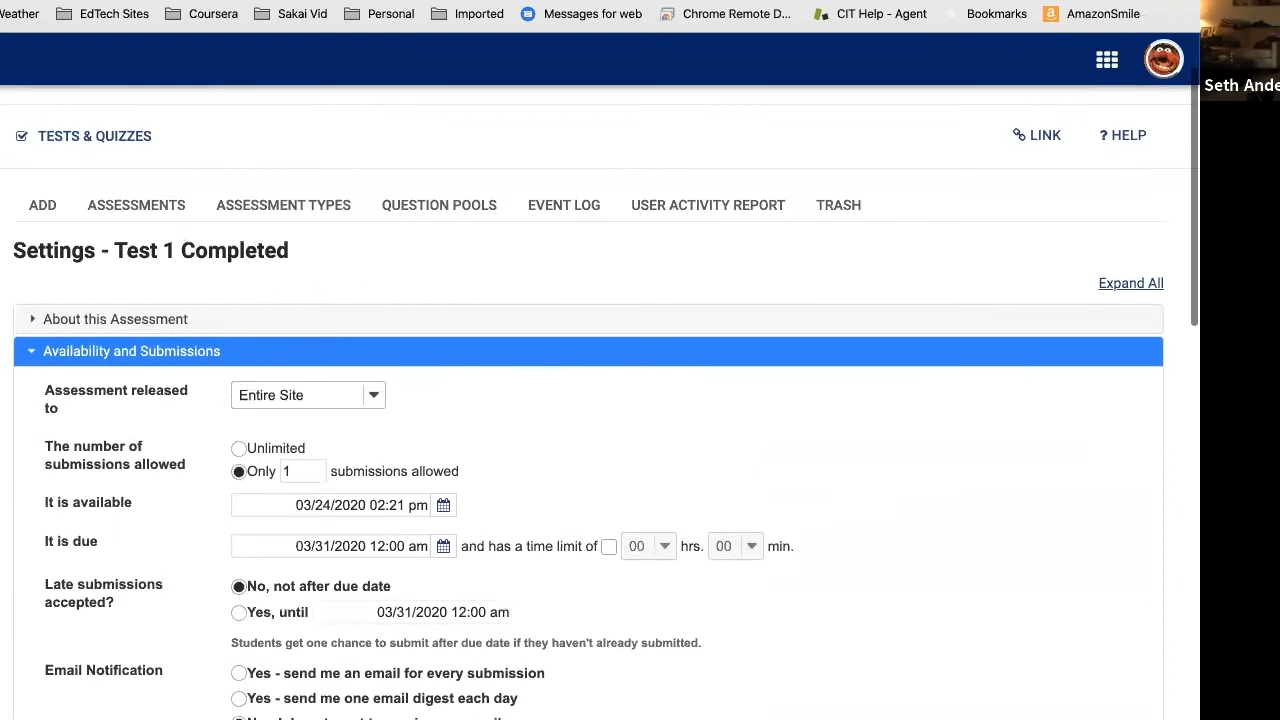 Weather EdTech Sites Coursera Sakai Vid Personal Imported Messages for web Chrome Remote D... CIT Help - Agent Bookmarks AmazonSmile
Seth Ande
TESTS & QUIZZES
LINK
? HELP
ADD ASSESSMENTS ASSESSMENT TYPES QUESTION POOLS EVENT LOG USER ACTIVITY REPORT TRASH
Settings - Test 1 Completed
Expand All
About this Assessment
Availability and Submissions
Assessment released
to
Entire Site
The number of
submissions allowed
Unlimited
Only 1 submissions allowed
It is available
03/24/2020 02:21 pm
It is due
03/31/2020 12:00 am and has a time limit of 00 hrs. 00 min.
Late submissions
accepted?
No, not after due date
Yes, until 03/31/2020 12:00 am
Students get one chance to submit after due date if they haven't already submitted.
Email Notification
Yes - send me an email for every submission
Yes - send me one email digest each day